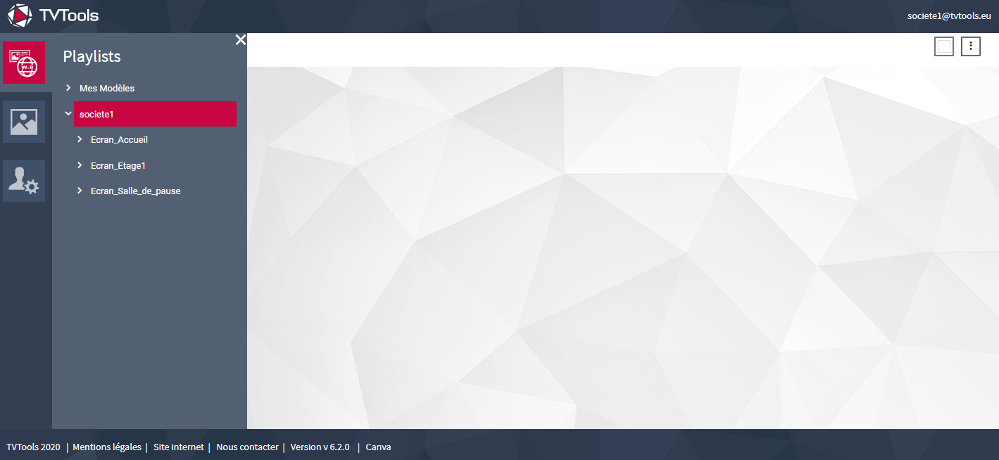 TVTools
societe1@tvtools.eu
Playlists
Mes Modèles
societe1
Ecran_Accueil
Ecran_Etage1
Ecran_Salle_de_pause
TVTools 2020 | Mentions légales | Site internet | Nous contacter | Version v 6.2.0 | Canva